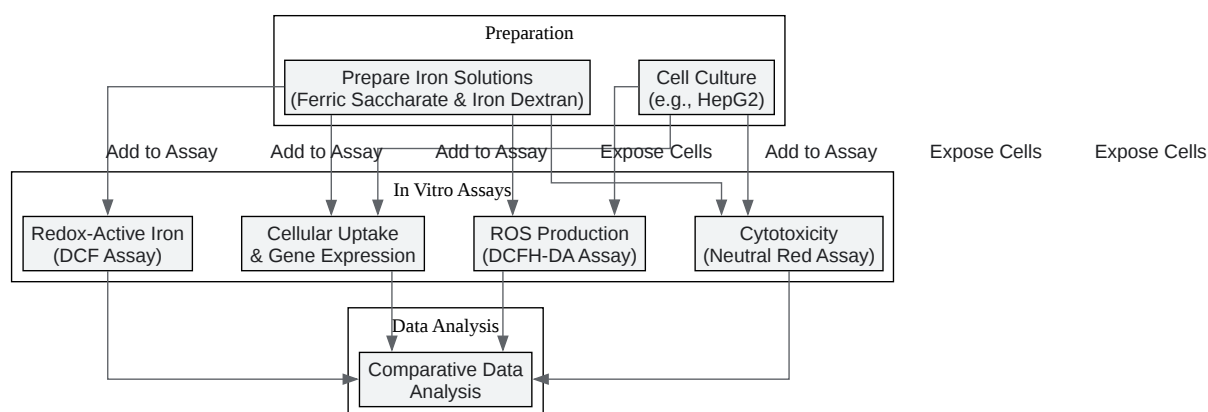 Preparation
Prepare Iron Solutions
(Ferric Saccharate & Iron Dextran)
Cell Culture
(e.g., HepG2)
Add to Assay
Add to Assay
Add to Assay
Expose Cells
Add to Assay
Expose Cells
Expose Cells
In Vitro Assays
Redox-Active Iron
(DCF Assay)
Cellular Uptake
& Gene Expression
ROS Production
(DCFH-DA Assay)
Cytotoxicity
(Neutral Red Assay)
Data Analysis
Comparative Data
Analysis